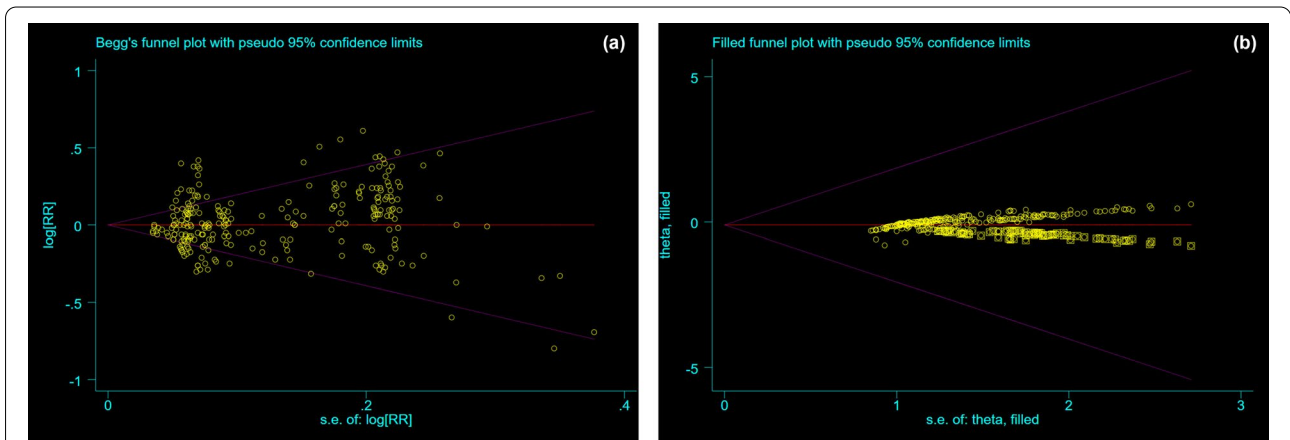 Begg's funnel plot with pseudo 95% confidence limits
(a)
1
.5
0
-.5
-1
log[RR]
0
.2
.4
s.e. of: log[RR]
Filled funnel plot with pseudo 95% confidence limits
(b)
5
0
-5
theta, filled
0
1
2
3
s.e. of: theta, filled